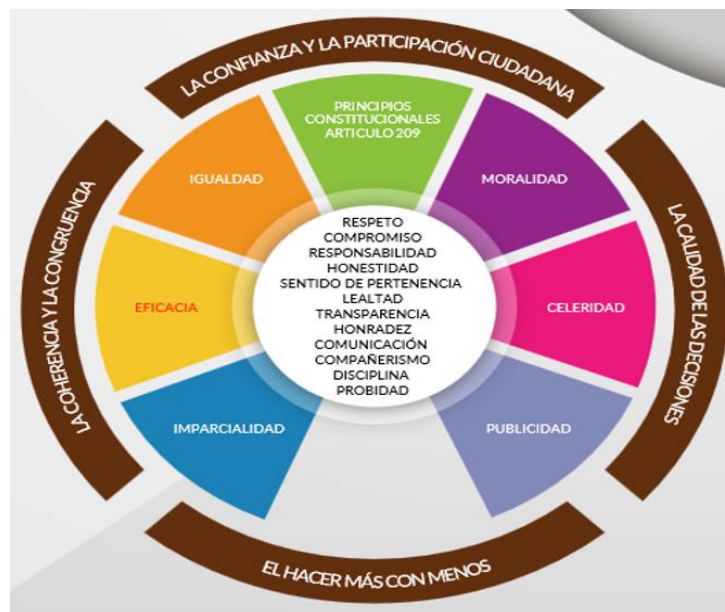 LA CONFIANZA Y LA PARTICIPACIÓN CIUDADANA
PRINCIPIOS
CONSTITUCIONALES
ARTICULO 209
IGUALDAD
MORALIDAD
LA COHERENCIA Y LA CONGRUENCIA
LA CALIDAD DE LAS DECISIONES
EFICACIA
CELERIDAD
RESPETO
COMPROMISO
RESPONSABILIDAD
HONESTIDAD
SENTIDO DE PERTENENCIA
LEALTAD
TRANSPARENCIA
HONRADEZ
COMUNICACIÓN
COMPAÑERISMO
DISCIPLINA
PROBIDAD
IMPARCIALIDAD
PUBLICIDAD
EL HACER MÁS CON MENOS